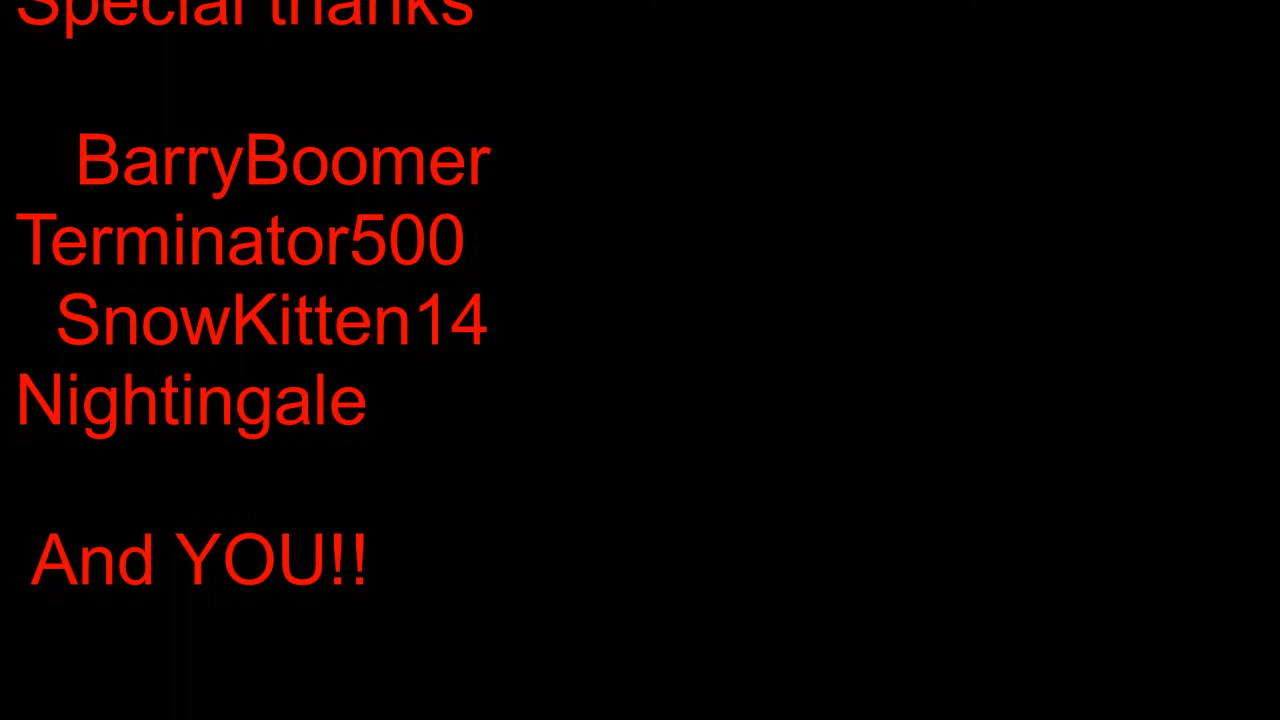 Special thanks
BarryBoomer
Terminator500
SnowKitten14
Nightingale
And YOU!!